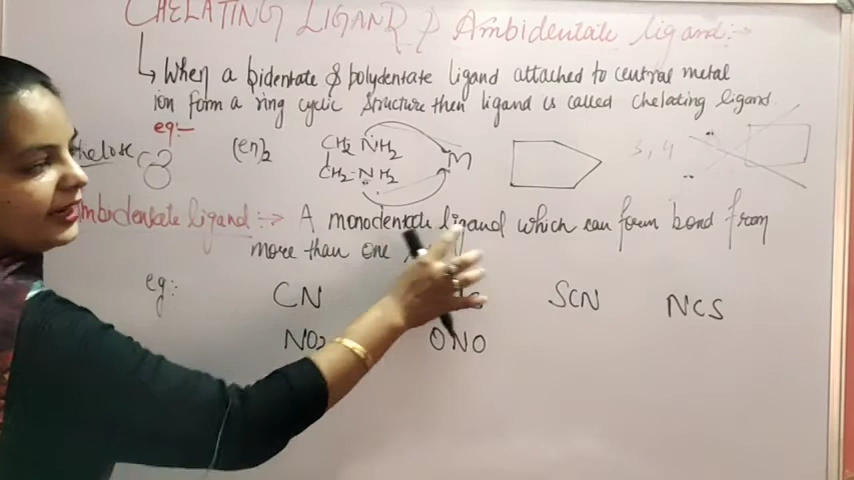 CHELATING LIGAND & Ambidentate ligand:-
↳ When a bidentate & polydentate ligand attached to central metal
ion form a ring cyclic structure then ligand is called chelating ligand.
eg:-
(en)2 CH2 NH2 M 3, 4
CH2-NH2
Ambidentate ligand :- A monodentate ligand which can form bond from
more than one
eg: CN SCN NCS
NO2 ONO